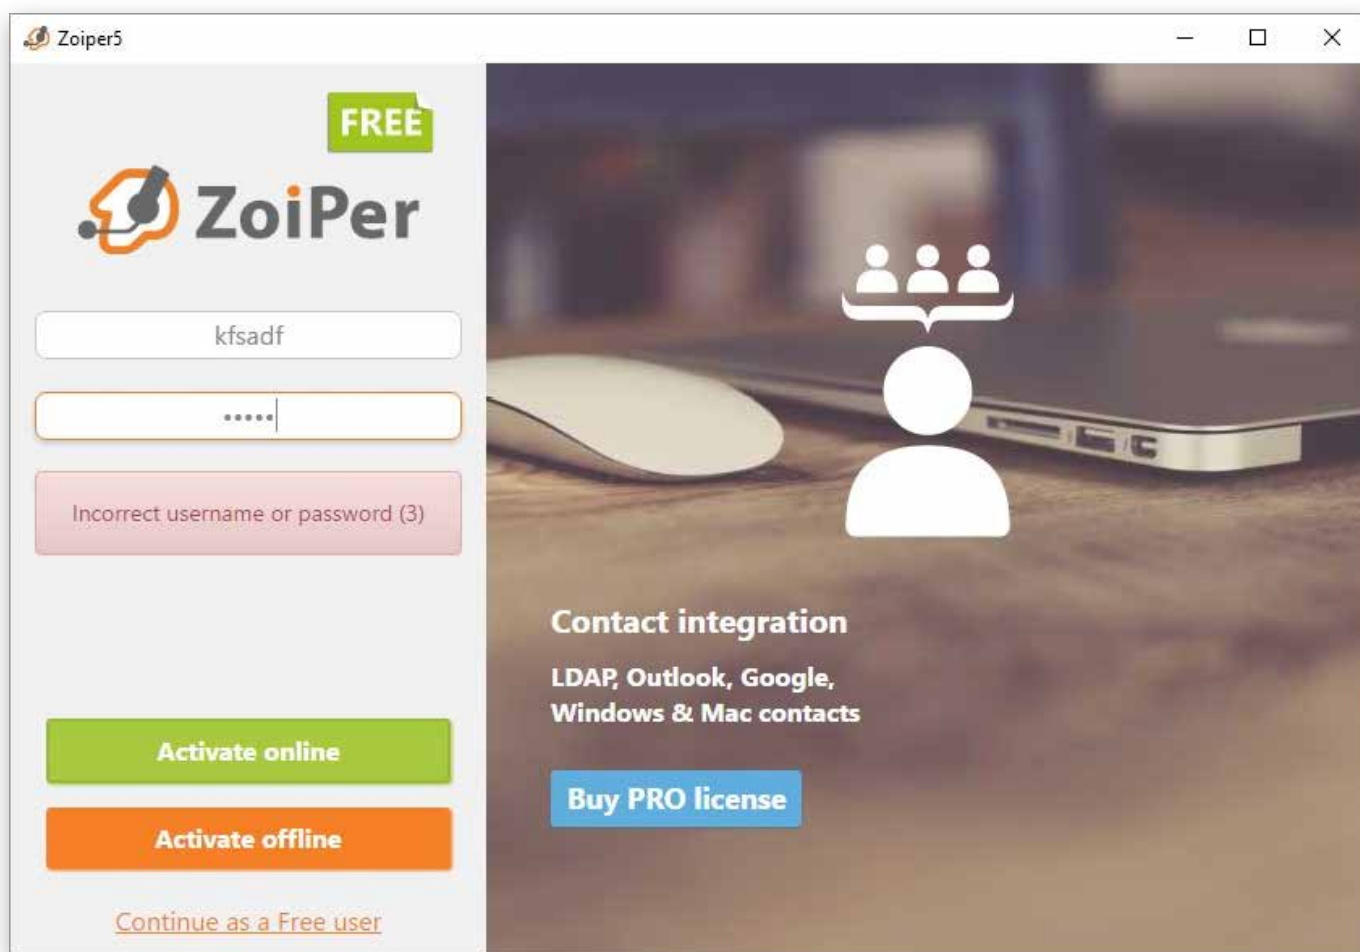 Zoiper5
FREE
ZoiPer
kfsadf
•••••
Incorrect username or password (3)
Activate online
Activate offline
Continue as a Free user
Contact integration
LDAP, Outlook, Google,
Windows & Mac contacts
Buy PRO license